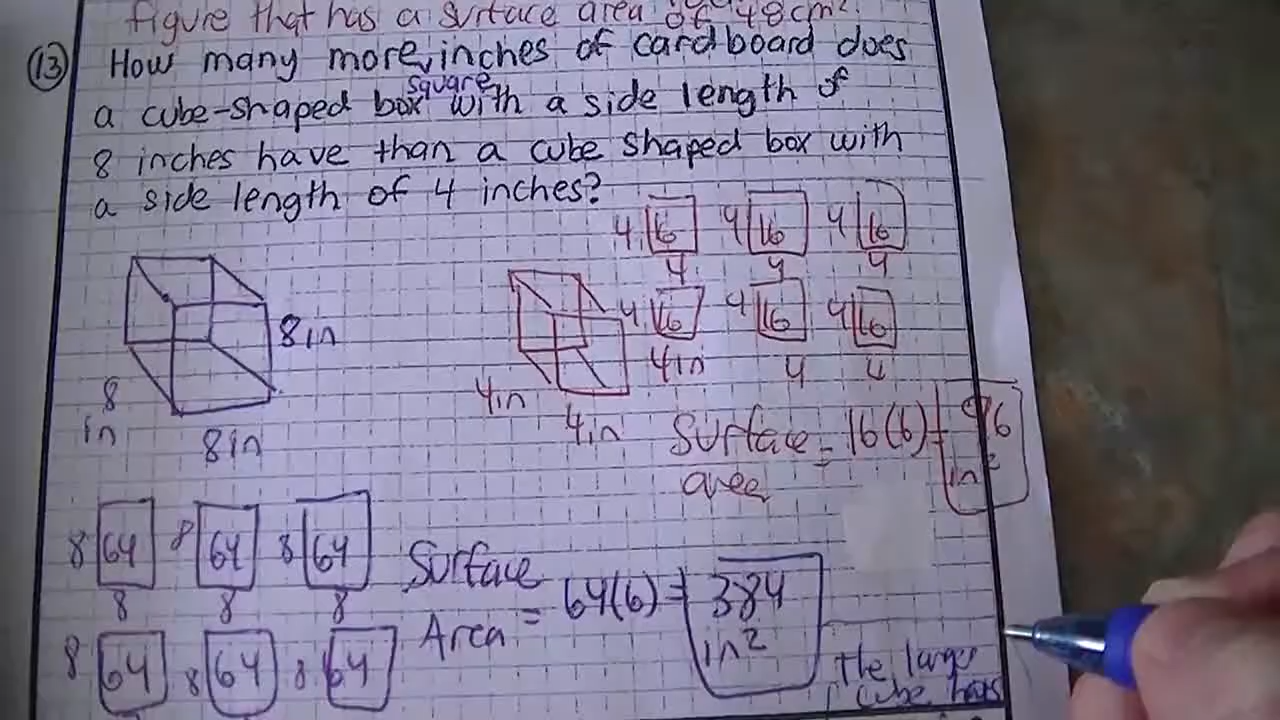 figure that has a surface area of 48cm².
13 How many more inches of cardboard does
square
a cube-shaped box with a side length of
8 inches have than a cube shaped box with
a side length of 4 inches?
4 16 4 16 4 16
4 4 4
4 16 4 16 4 16
4in 4 4
8in
8 in
8in
4in
4in
Surface area = 16(6) = 96 in²
8 64 8 64 8 64
8 8 8
Surface Area = 64(6) = 384 in²
8 64 8 64 8 64
The larger
cube has